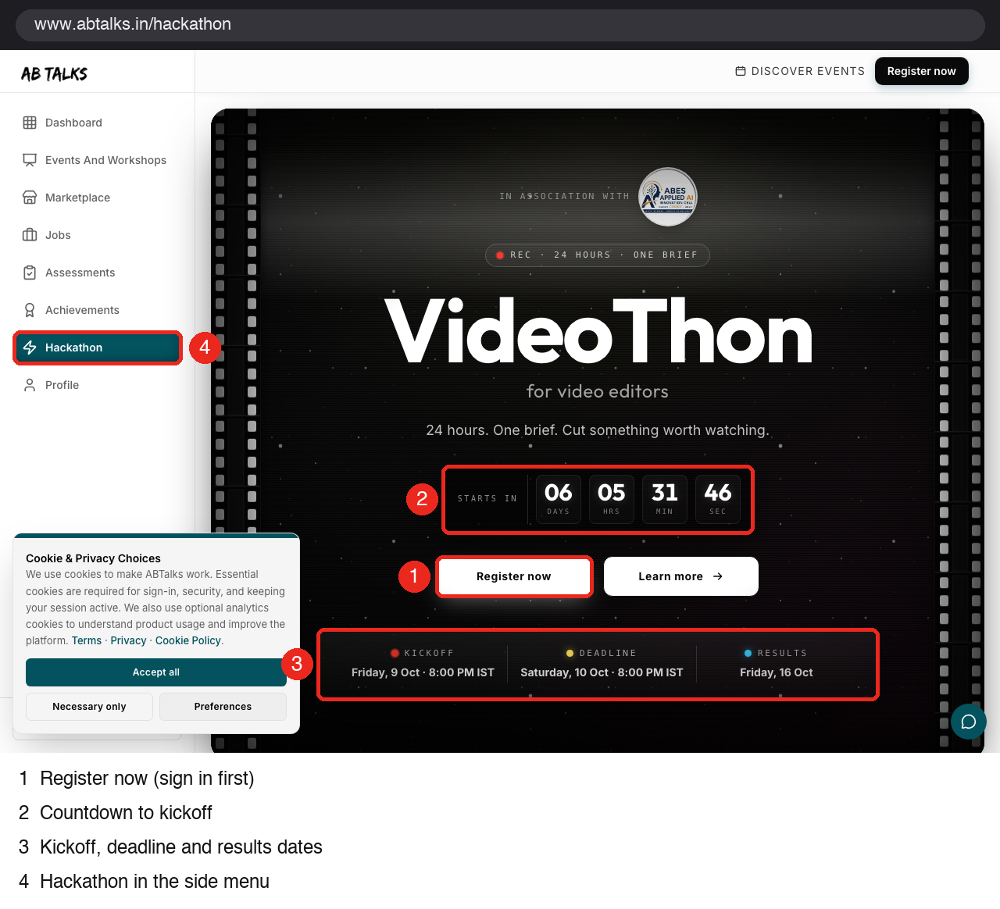 www.abtalks.in/hackathon
AB TALKS
DISCOVER EVENTS
Register now
Dashboard
Events And Workshops
Marketplace
Jobs
Assessments
Achievements
Hackathon
4
Profile
IN ASSOCIATION WITH
ABES
APPLIED AI
INNOVATION CELL
REC · 24 HOURS · ONE BRIEF
VideoThon
for video editors
24 hours. One brief. Cut something worth watching.
2
STARTS IN
06 DAYS
05 HRS
31 MIN
46 SEC
1
Register now
Learn more →
3
KICKOFF
Friday, 9 Oct · 8:00 PM IST
DEADLINE
Saturday, 10 Oct · 8:00 PM IST
RESULTS
Friday, 16 Oct
Cookie & Privacy Choices
We use cookies to make ABTalks work. Essential
cookies are required for sign-in, security, and keeping
your session active. We also use optional analytics
cookies to understand product usage and improve the
platform. Terms · Privacy · Cookie Policy.
Accept all
Necessary only
Preferences
1 Register now (sign in first)
2 Countdown to kickoff
3 Kickoff, deadline and results dates
4 Hackathon in the side menu